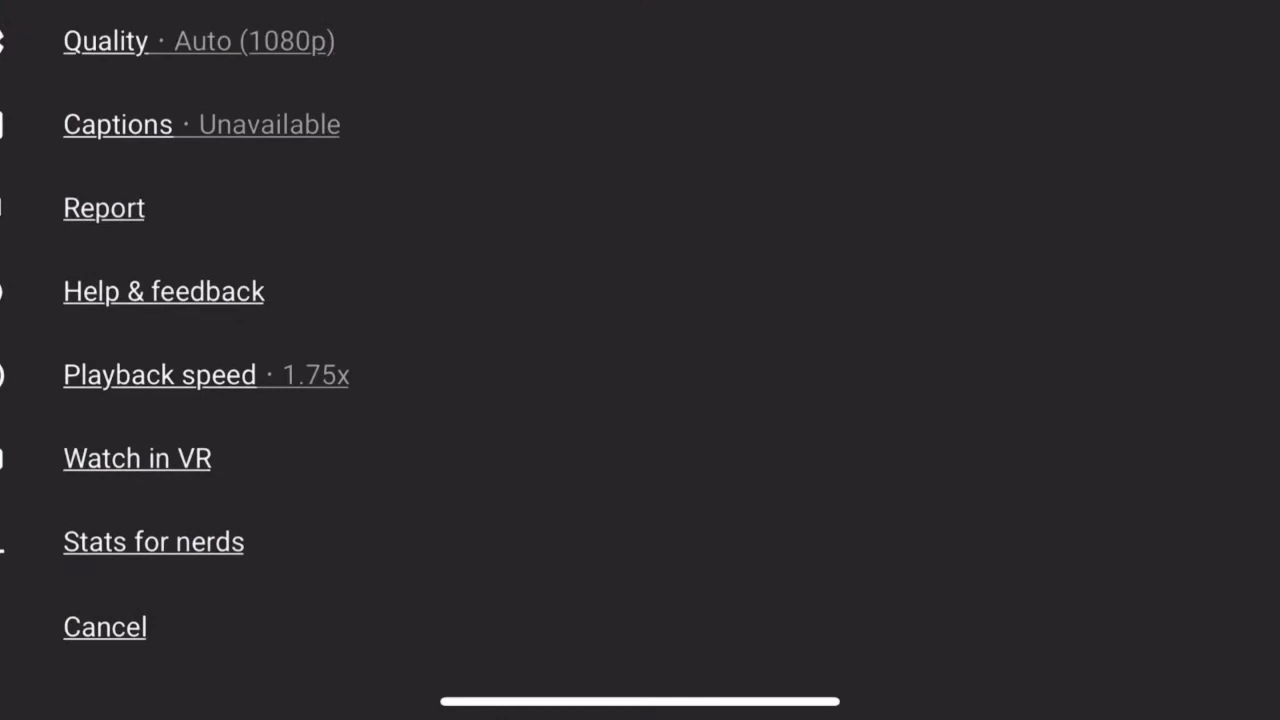 Quality · Auto (1080p)
Captions · Unavailable
Report
Help & feedback
Playback speed · 1.75x
Watch in VR
Stats for nerds
Cancel